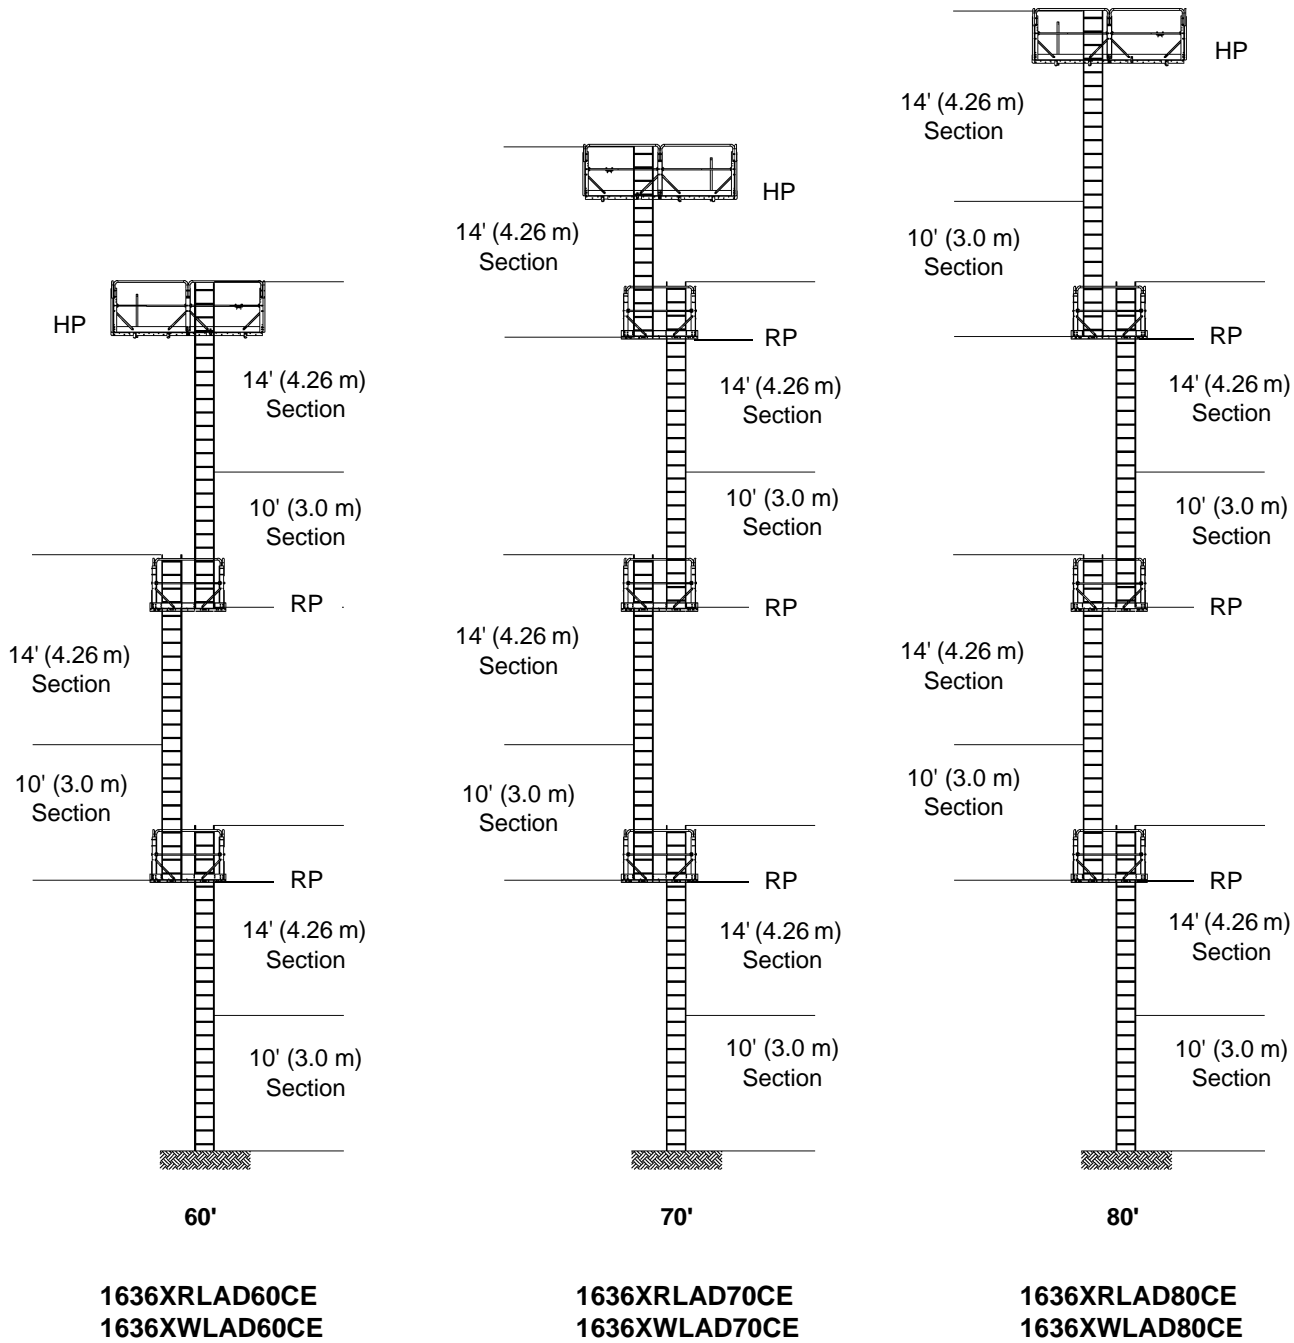 HP
14' (4.26 m)
Section
10' (3.0 m)
Section
RP
14' (4.26 m)
Section
10' (3.0 m)
Section
RP
14' (4.26 m)
Section
10' (3.0 m)
Section
60'
1636XRLAD60CE
1636XWLAD60CE
HP
14' (4.26 m)
Section
RP
14' (4.26 m)
Section
10' (3.0 m)
Section
RP
14' (4.26 m)
Section
10' (3.0 m)
Section
RP
14' (4.26 m)
Section
10' (3.0 m)
Section
70'
1636XRLAD70CE
1636XWLAD70CE
HP
14' (4.26 m)
Section
10' (3.0 m)
Section
RP
14' (4.26 m)
Section
10' (3.0 m)
Section
RP
14' (4.26 m)
Section
10' (3.0 m)
Section
RP
14' (4.26 m)
Section
10' (3.0 m)
Section
80'
1636XRLAD80CE
1636XWLAD80CE